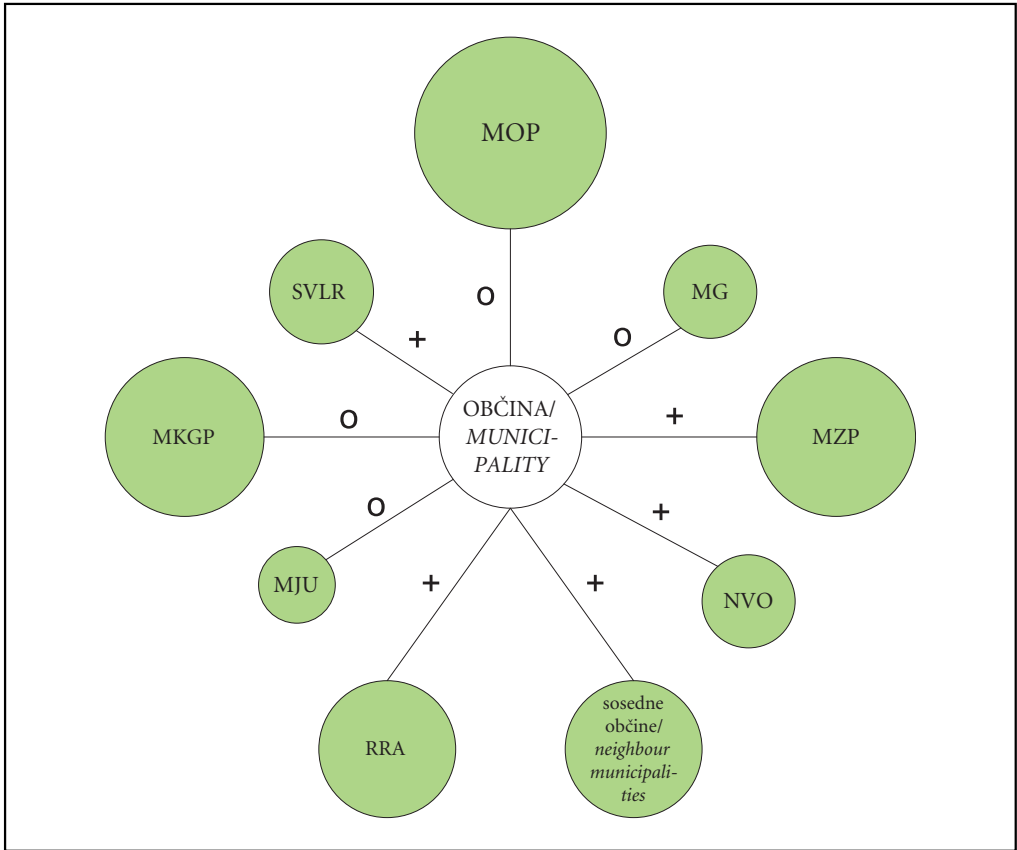 MOP
SVLR
MG
o
+
o
OBČINA/
MUNICI-
PALITY
MKGP
o
+
MZP
o
+
MJU
NVO
+
+
RRA
sosedne
občine/
neighbour
municipali-
ties